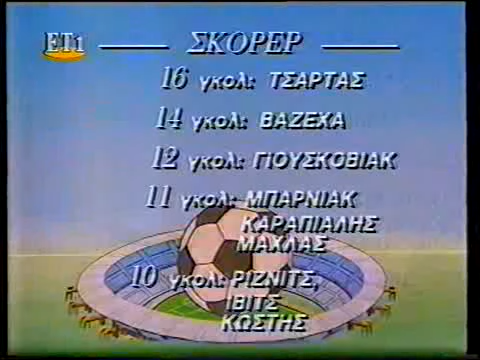 ET1
ΣΚΟΡΕΡ
16 γκολ: ΤΣΑΡΤΑΣ
14 γκολ: ΒΑΖΕΧΑ
12 γκολ: ΓΙΟΥΣΚΟΒΙΑΚ
11 γκολ: ΜΠΑΡΝΙΑΚ
ΚΑΡΑΠΙΑΛΗΣ
ΜΑΧΛΑΣ
10 γκολ: ΡΙΖΝΙΤΣ,
ΙΒΙΤΣ
ΚΩΣΤΗΣ